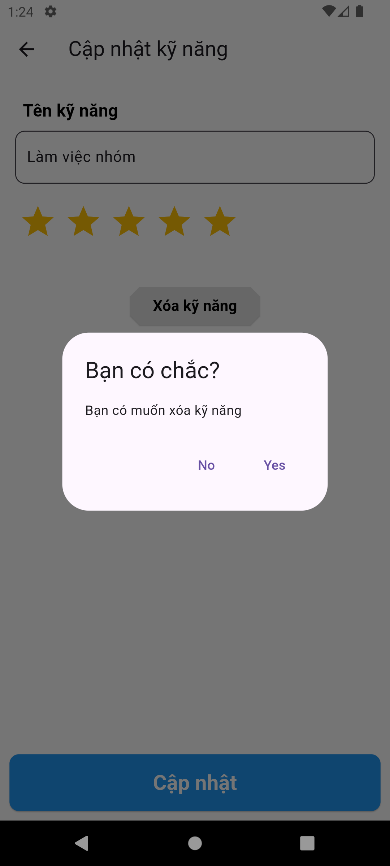 1:24
Cập nhật kỹ năng
Tên kỹ năng
Làm việc nhóm
Xóa kỹ năng
Bạn có chắc?
Bạn có muốn xóa kỹ năng
No Yes
Cập nhật